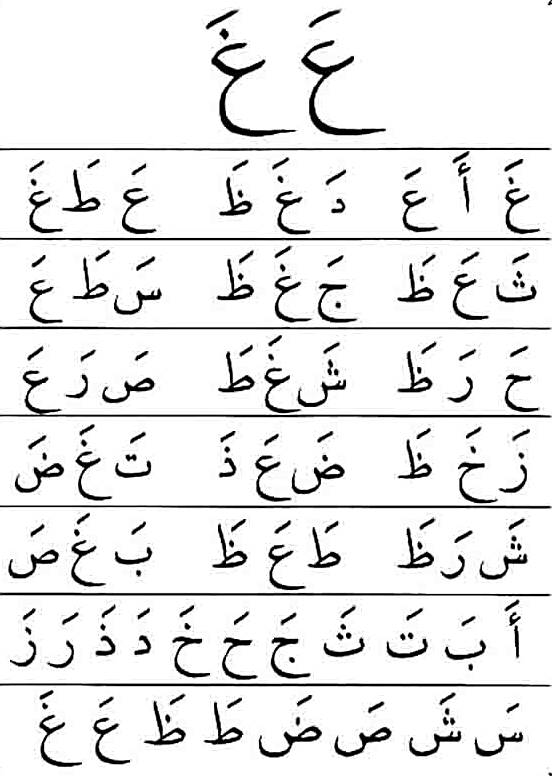 عَ غَ
غَ أَ عَ دَ غَ ظَ عَ طَ غَ
ثَ عَ ظَ جَ غَ ظَ سَ طَ عَ
حَ رَ ظَ شَ غَ طَ صَ رَ عَ
زَ خَ ظَ ضَ عَ ذَ تَ غَ ضَ
شَ رَ ظَ طَ عَ ظَ بَ غَ صَ
أَ بَ تَ ثَ جَ حَ خَ دَ ذَ رَ زَ
سَ شَ صَ ضَ طَ ظَ عَ غَ